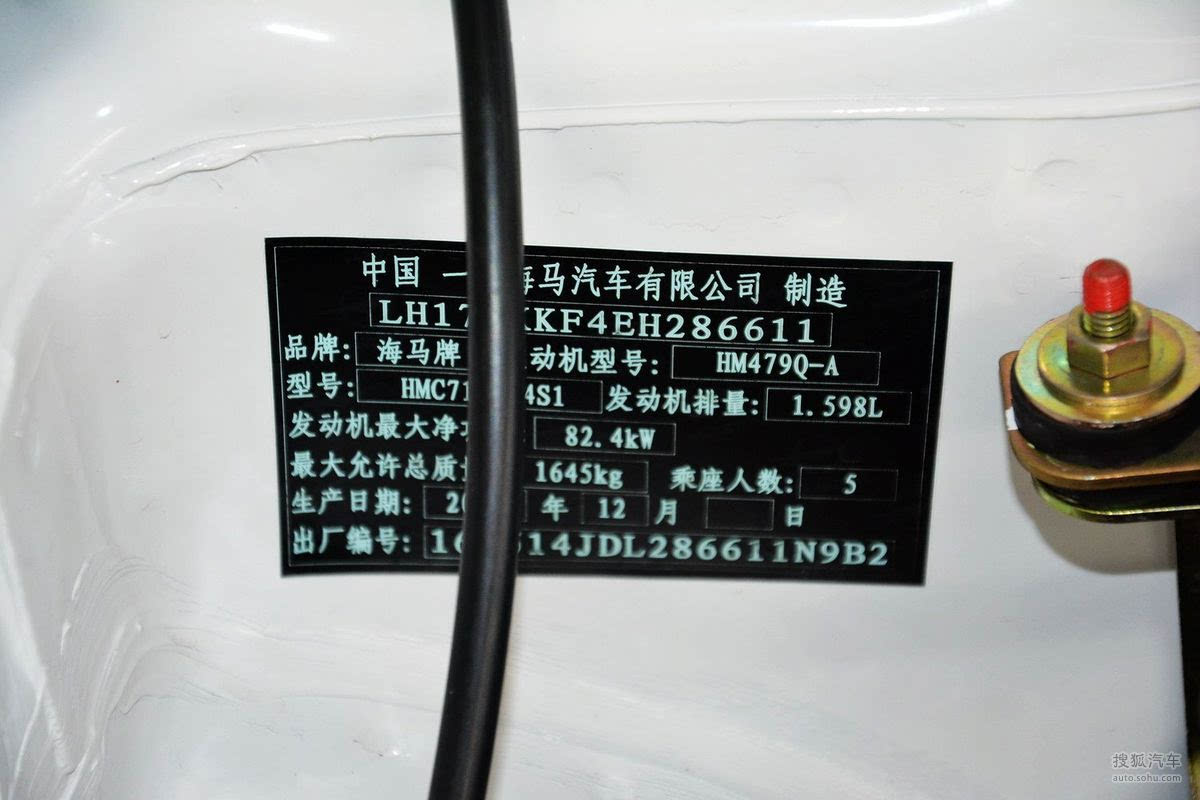 中国 一 海马汽车有限公司 制造
LH17 KKF4EH286611
品牌: 海马牌 动机型号: HM479Q-A
型号: HMC71 4S1 发动机排量: 1.598L
发动机最大净 82.4kW
最大允许总质 1645kg 乘座人数: 5
生产日期: 20 年 12 月 日
出厂编号: 16 614JDL286611N9B2
搜狐汽车
auto.sohu.com